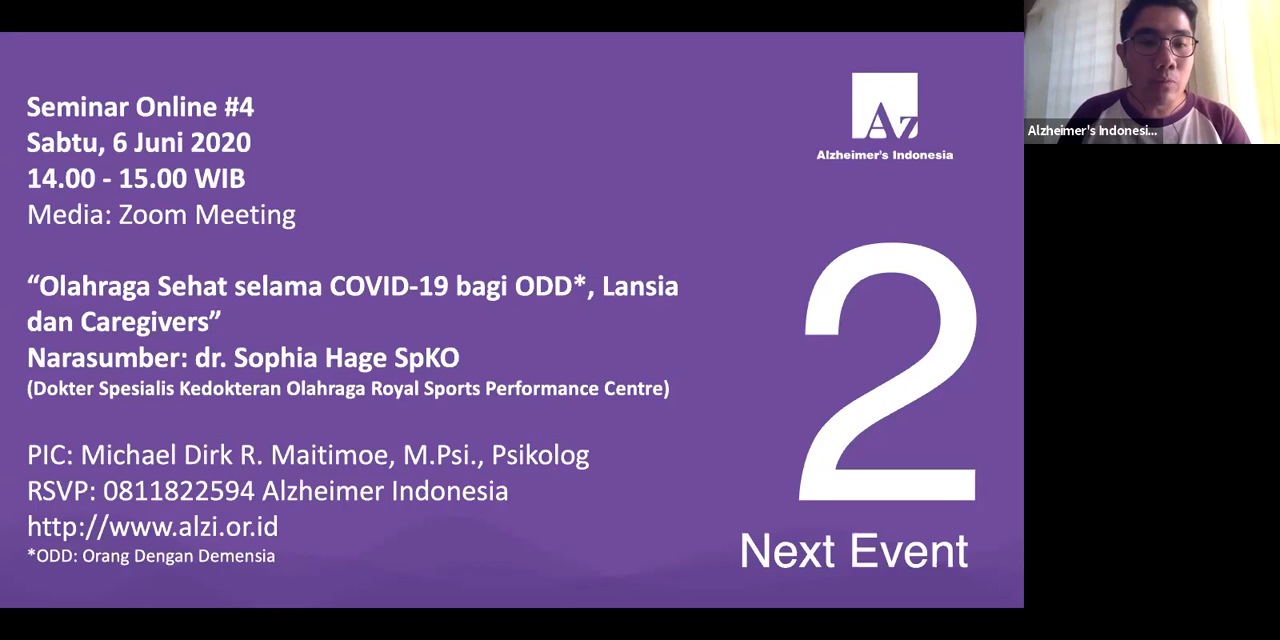 Seminar Online #4
Sabtu, 6 Juni 2020
14.00 - 15.00 WIB
Media: Zoom Meeting
“Olahraga Sehat selama COVID-19 bagi ODD*, Lansia
dan Caregivers”
Narasumber: dr. Sophia Hage SpKO
(Dokter Spesialis Kedokteran Olahraga Royal Sports Performance Centre)
PIC: Michael Dirk R. Maitimoe, M.Psi., Psikolog
RSVP: 0811822594 Alzheimer Indonesia
http://www.alzi.or.id
*ODD: Orang Dengan Demensia
Az
Alzheimer's Indonesia
2
Next Event
Alzheimer's Indonesi...